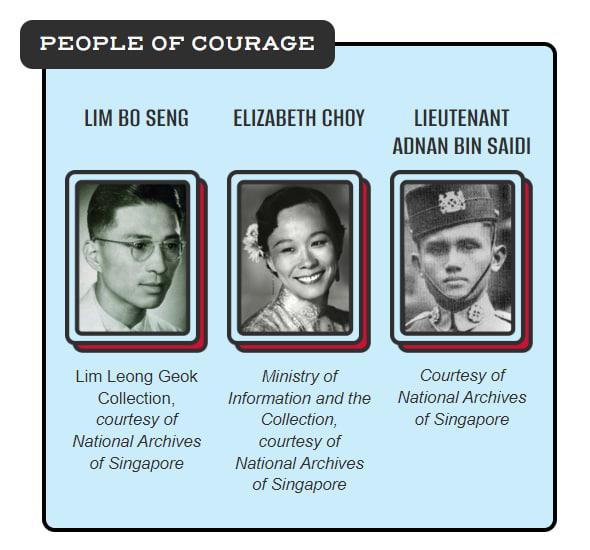 PEOPLE OF COURAGE
LIM BO SENG
Lim Leong Geok
Collection,
courtesy of
National Archives
of Singapore
ELIZABETH CHOY
Ministry of
Information and the
Collection,
courtesy of
National Archives
of Singapore
LIEUTENANT
ADNAN BIN SAIDI
Courtesy of
National Archives
of Singapore